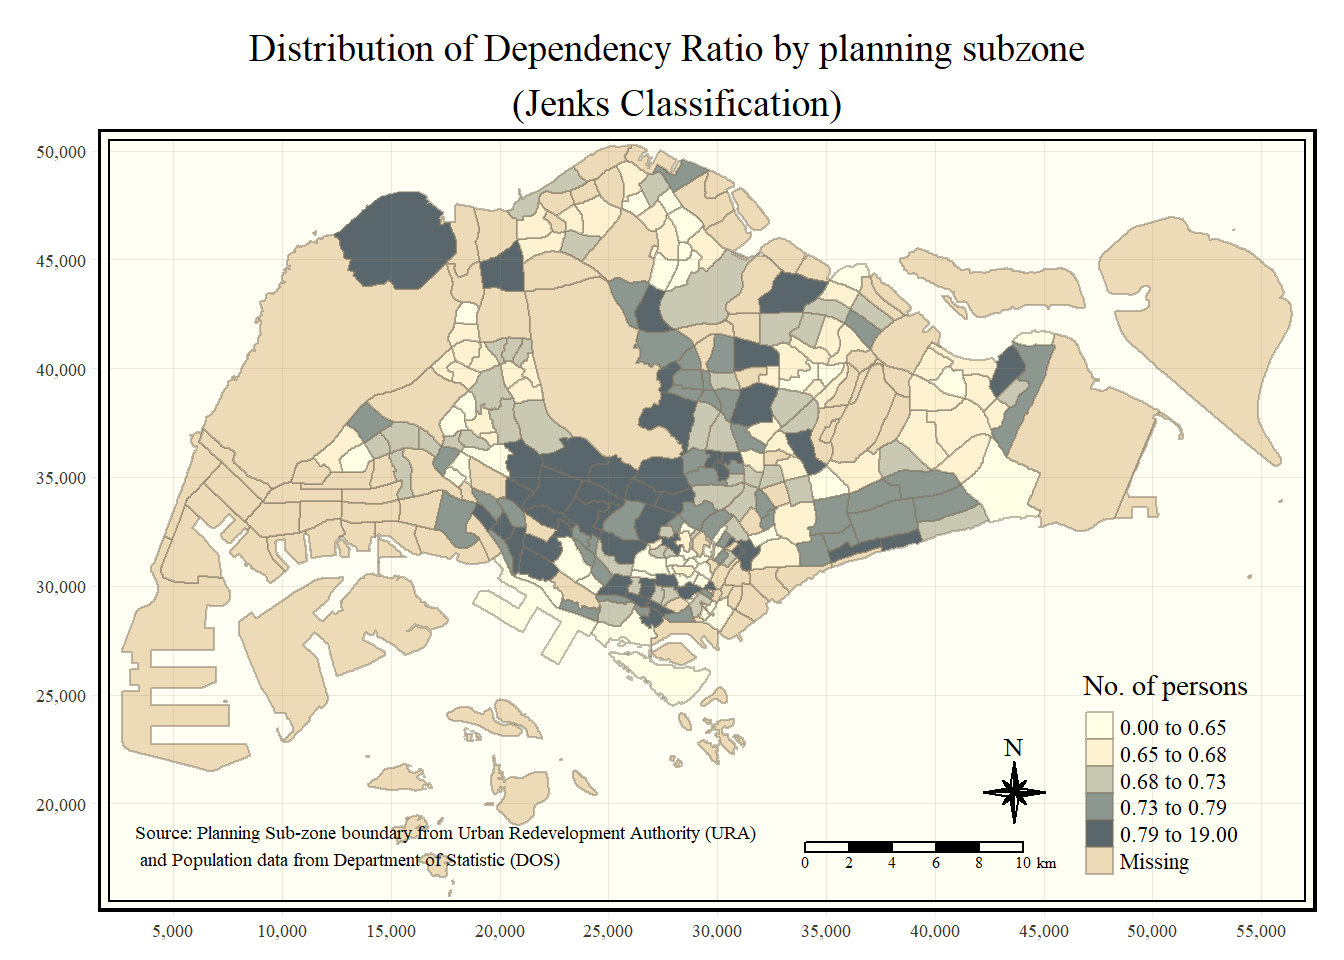 Distribution of Dependency Ratio by planning subzone
(Jenks Classification)
50,000
45,000
40,000
35,000
30,000
25,000
20,000
No. of persons
0.00 to 0.65
0.65 to 0.68
0.68 to 0.73
0.73 to 0.79
0.79 to 19.00
Missing
N
0 2 4 6 8 10 km
Source: Planning Sub-zone boundary from Urban Redevelopment Authority (URA)
and Population data from Department of Statistic (DOS)
5,000 10,000 15,000 20,000 25,000 30,000 35,000 40,000 45,000 50,000 55,000